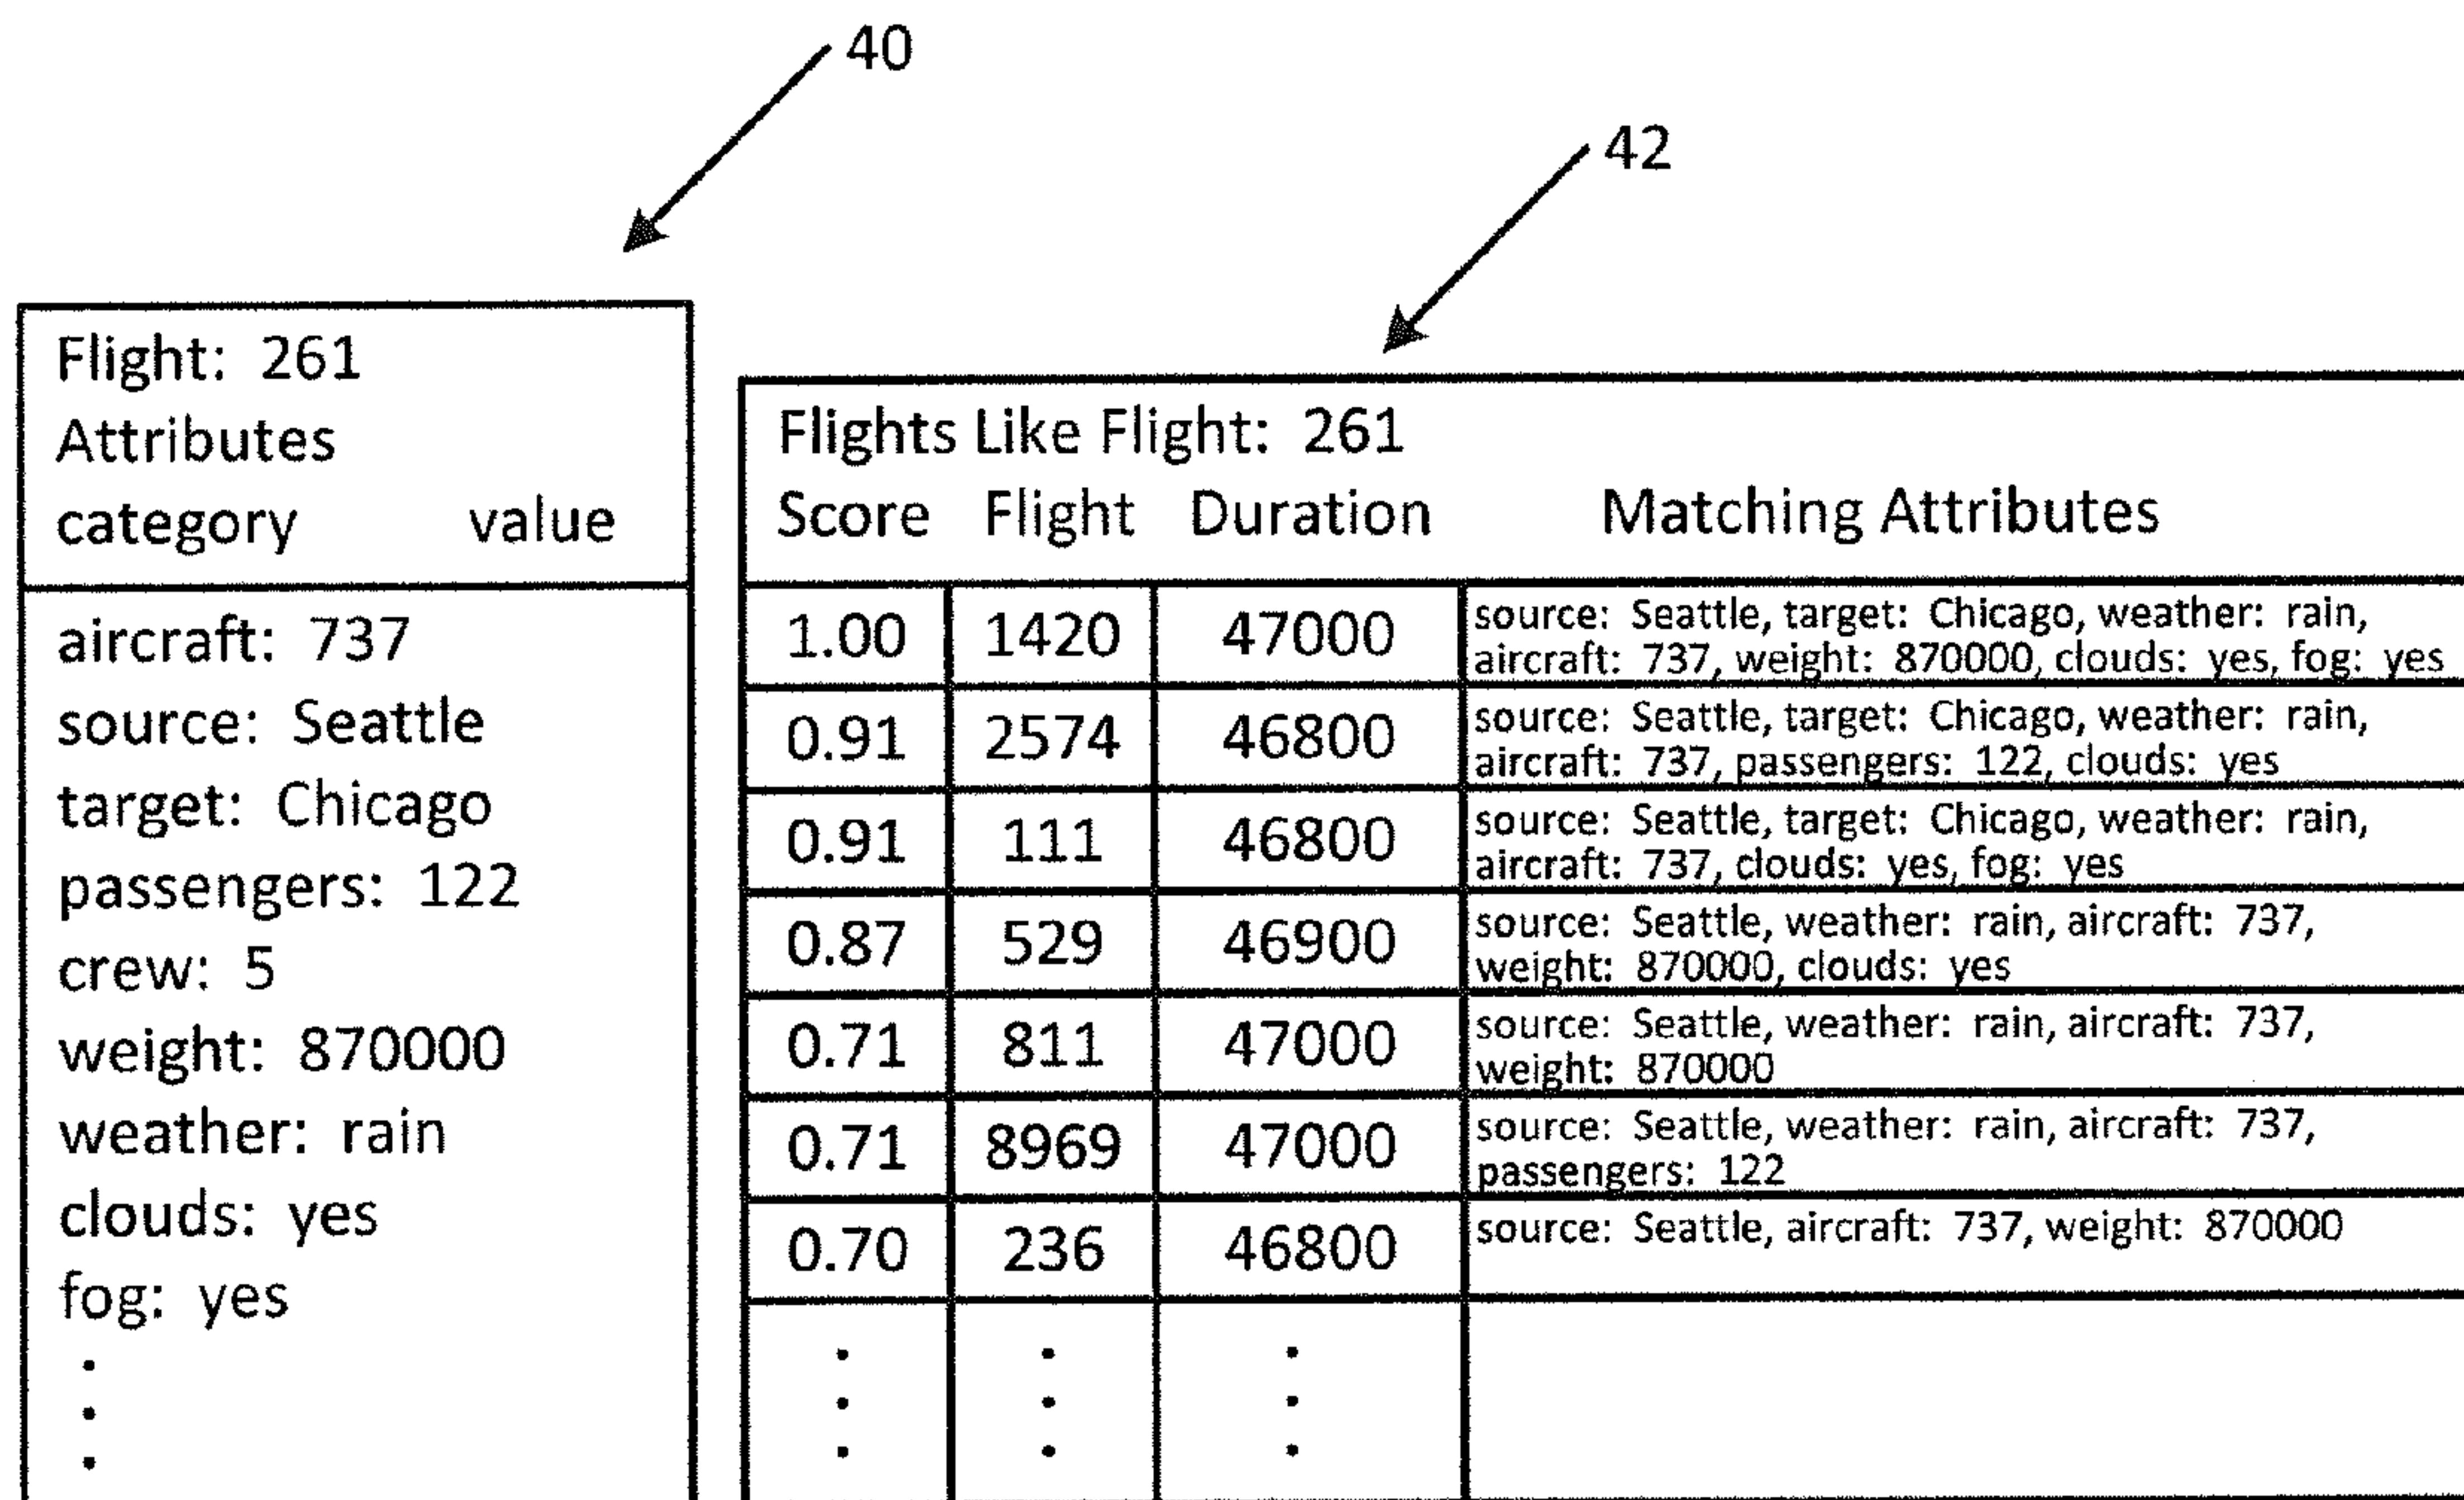 40
42
Flight: 261
Attributes
category value
aircraft: 737
source: Seattle
target: Chicago
passengers: 122
crew: 5
weight: 870000
weather: rain
clouds: yes
fog: yes
Flights Like Flight: 261
Score Flight Duration Matching Attributes
1.00 1420 47000 source: Seattle, target: Chicago, weather: rain,
aircraft: 737, weight: 870000, clouds: yes, fog: yes
0.91 2574 46800 source: Seattle, target: Chicago, weather: rain,
aircraft: 737, passengers: 122, clouds: yes
0.91 111 46800 source: Seattle, target: Chicago, weather: rain,
aircraft: 737, clouds: yes, fog: yes
0.87 529 46900 source: Seattle, weather: rain, aircraft: 737,
weight: 870000, clouds: yes
0.71 811 47000 source: Seattle, weather: rain, aircraft: 737,
weight: 870000
0.71 8969 47000 source: Seattle, weather: rain, aircraft: 737,
passengers: 122
0.70 236 46800 source: Seattle, aircraft: 737, weight: 870000